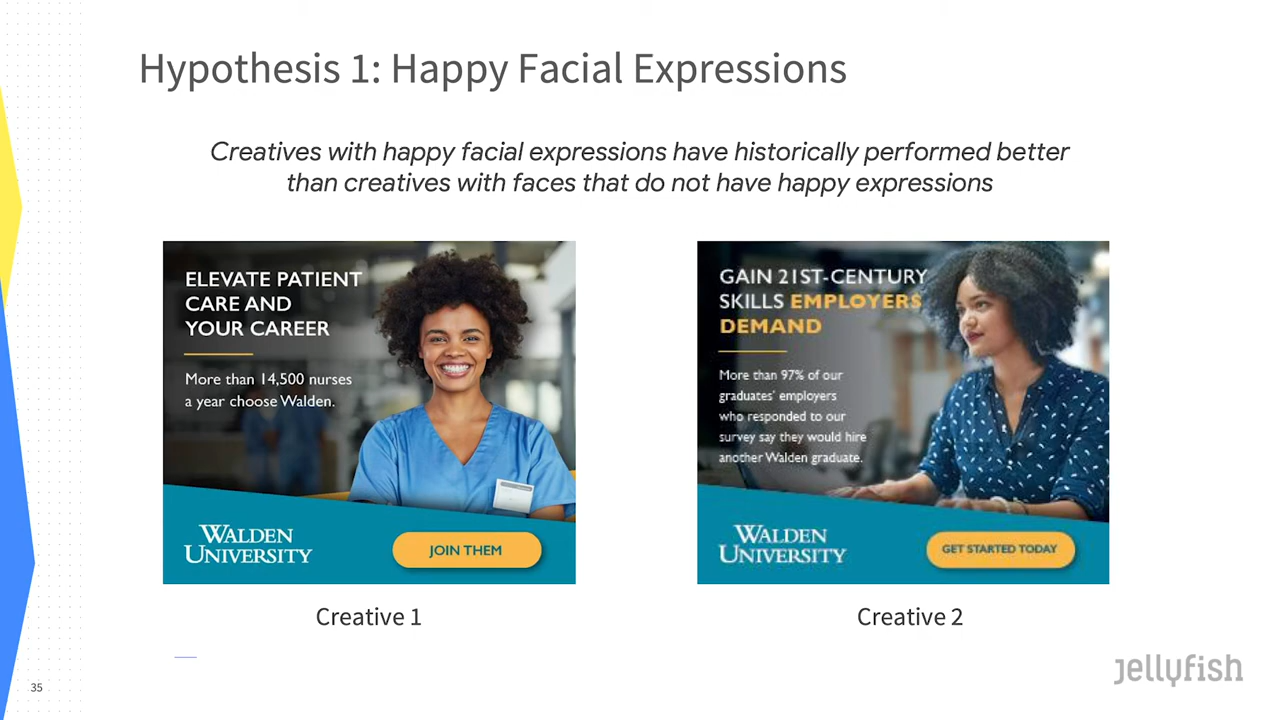 Hypothesis 1: Happy Facial Expressions
Creatives with happy facial expressions have historically performed better
than creatives with faces that do not have happy expressions
ELEVATE PATIENT
CARE AND
YOUR CAREER
More than 14,500 nurses
a year choose Walden.
WALDEN
UNIVERSITY
JOIN THEM
Creative 1
GAIN 21ST-CENTURY
SKILLS EMPLOYERS
DEMAND
More than 97% of our
graduates' employers
who responded to our
survey say they would hire
another Walden graduate.
WALDEN
UNIVERSITY
GET STARTED TODAY
Creative 2
35
jellyfish